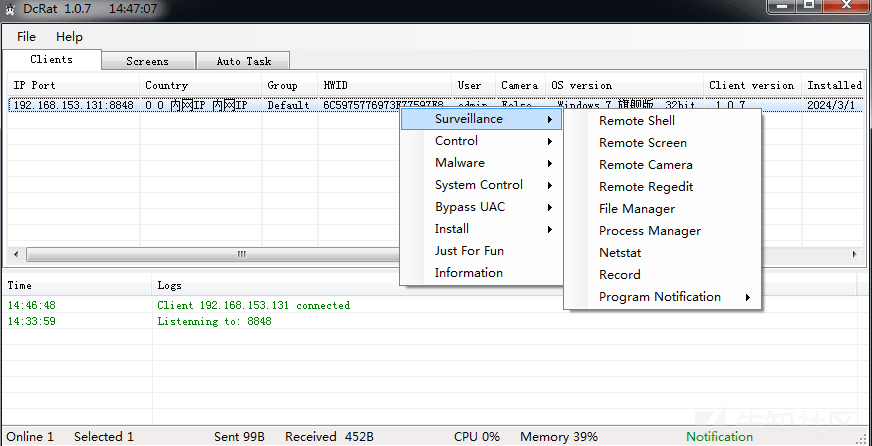 DcRat 1.0.7 14:47:07
File Help
Clients Screens Auto Task
IP Port Country Group HWID User Camera OS version Client version Installed
192.168.153.131:8848 0 0 内网IP 内网IP Default Windows 7 旗舰版 32bit 1.0.7 2024/3/1
Surveillance Remote Shell
Control Remote Screen
Malware Remote Camera
System Control Remote Regedit
Bypass UAC File Manager
Install Process Manager
Just For Fun Netstat
Information Record
Program Notification
Time Logs
14:46:48 Client 192.168.153.131 connected
14:33:59 Listenning to: 8848
先知社区
Online 1 Selected 1 Sent 99B Received 452B CPU 0% Memory 39% Notification